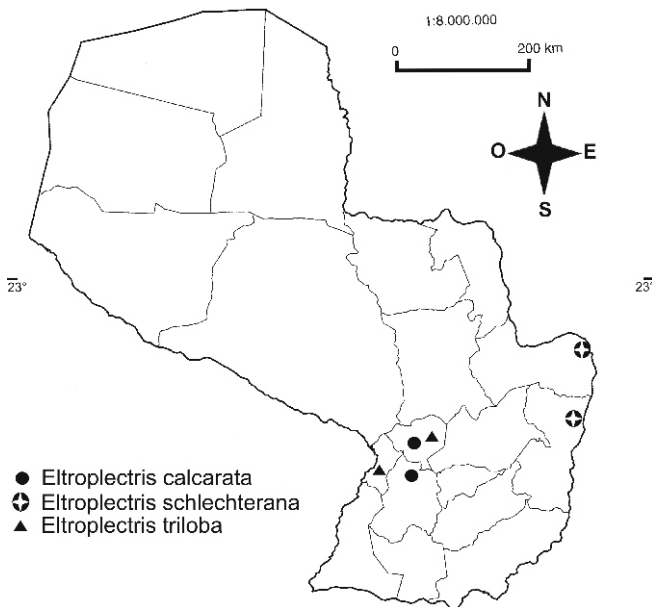 1:8.000.000
0 200 km
N
O E
S
23° 23°
Eltroplectris calcarata
Eltroplectris schlechterana
Eltroplectris triloba